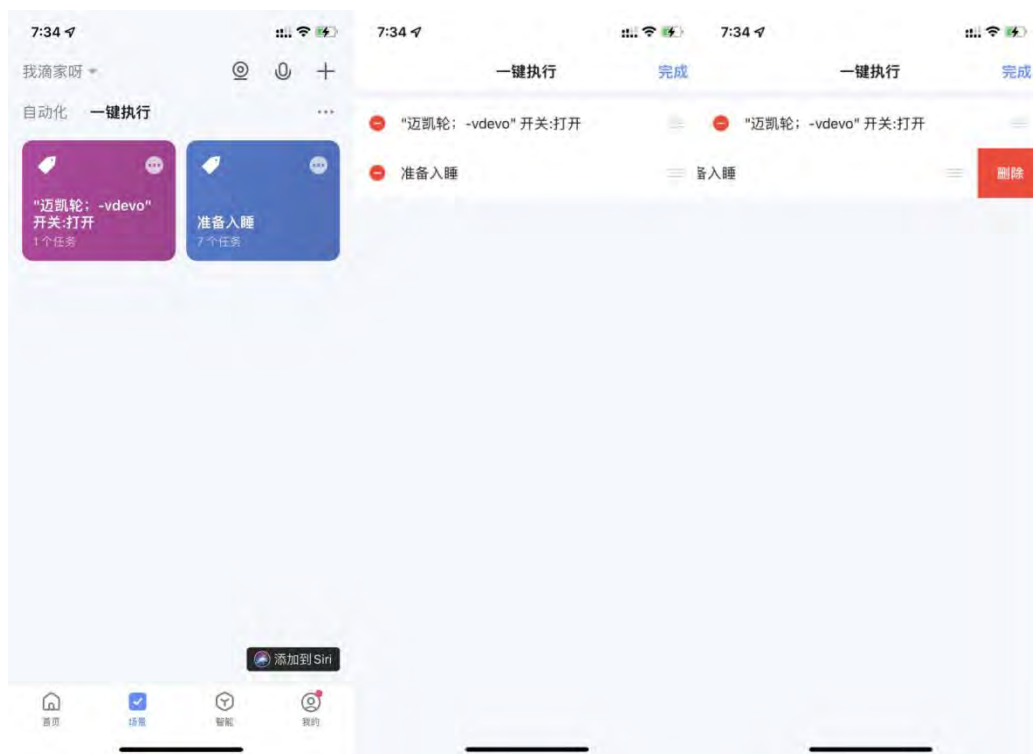 7:34
我滴家呀
自动化 一键执行
"迈凯轮；-vdevo"
开关:打开
1个任务
准备入睡
7个任务
添加到 Siri
首页
场景
智能
我的
7:34
一键执行 完成
"迈凯轮；-vdevo" 开关:打开
准备入睡
7:34
一键执行 完成
"迈凯轮；-vdevo" 开关:打开
备入睡 删除